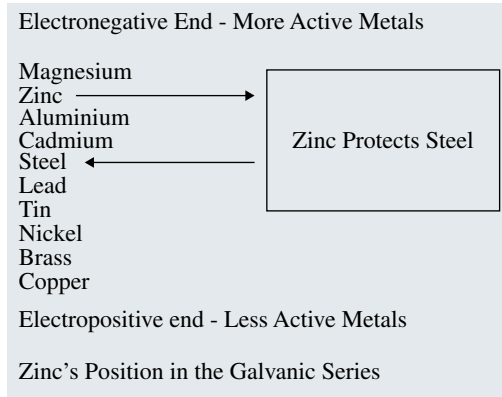 Electronegative End - More Active Metals
Magnesium
Zinc
Aluminium
Cadmium
Zinc Protects Steel
Steel
Lead
Tin
Nickel
Brass
Copper
Electropositive end - Less Active Metals
Zinc's Position in the Galvanic Series